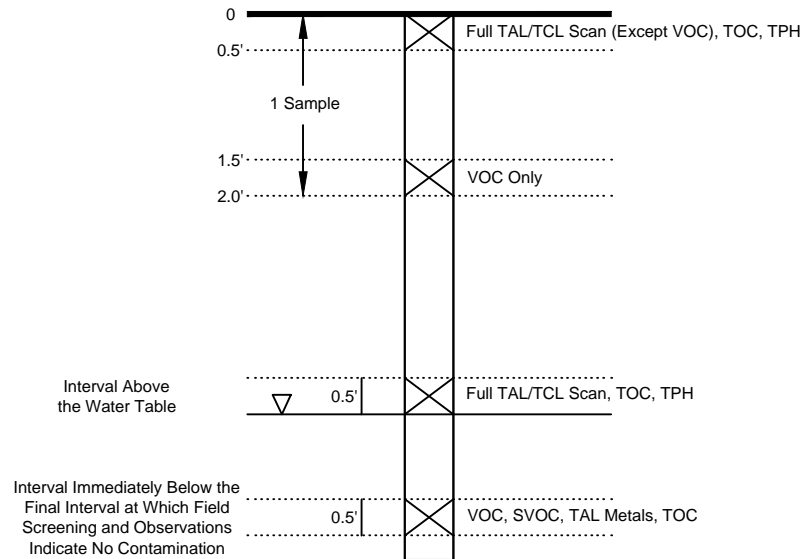 0
Full TAL/TCL Scan (Except VOC), TOC, TPH
0.5'
1 Sample
1.5'
VOC Only
2.0'
Interval Above
the Water Table
0.5'
Full TAL/TCL Scan, TOC, TPH
Interval Immediately Below the
Final Interval at Which Field
Screening and Observations
Indicate No Contamination
0.5'
VOC, SVOC, TAL Metals, TOC